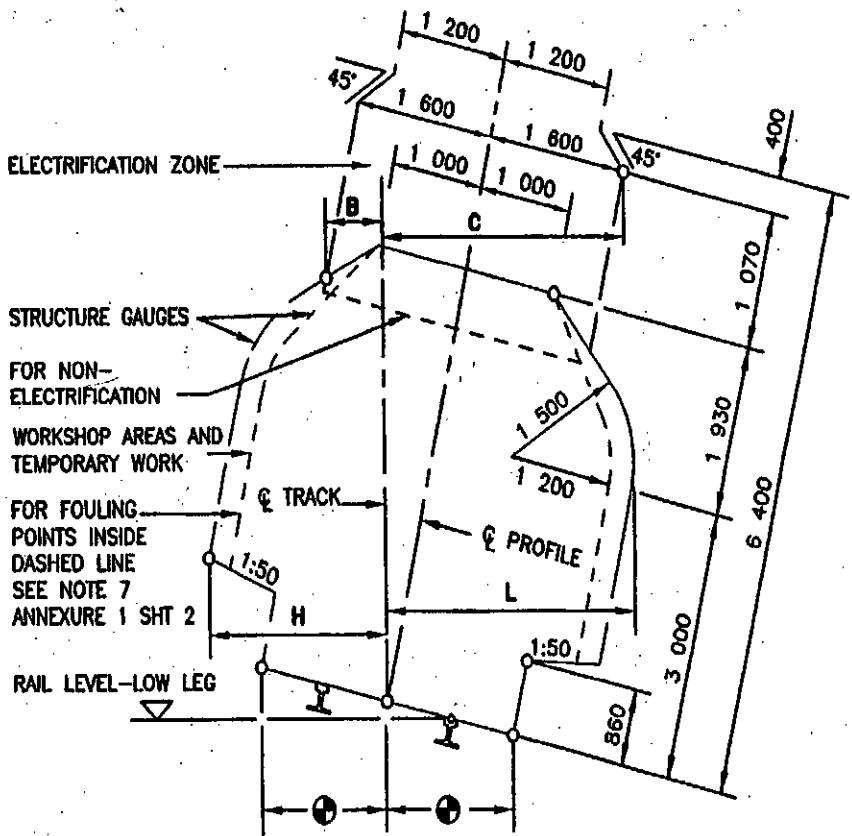 1 200
1 200
45°
1 600
1 600
45°
400
ELECTRIFICATION ZONE
1 000
1 000
B
C
1 070
STRUCTURE GAUGES
FOR NON-
ELECTRIFICATION
1 500
1 930
WORKSHOP AREAS AND
TEMPORARY WORK
1 200
6 400
℄ TRACK
FOR FOULING
POINTS INSIDE
DASHED LINE
SEE NOTE 7
ANNEXURE 1 SHT 2
℄ PROFILE
1:50
H
L
3 000
1:50
RAIL LEVEL-LOW LEG
860